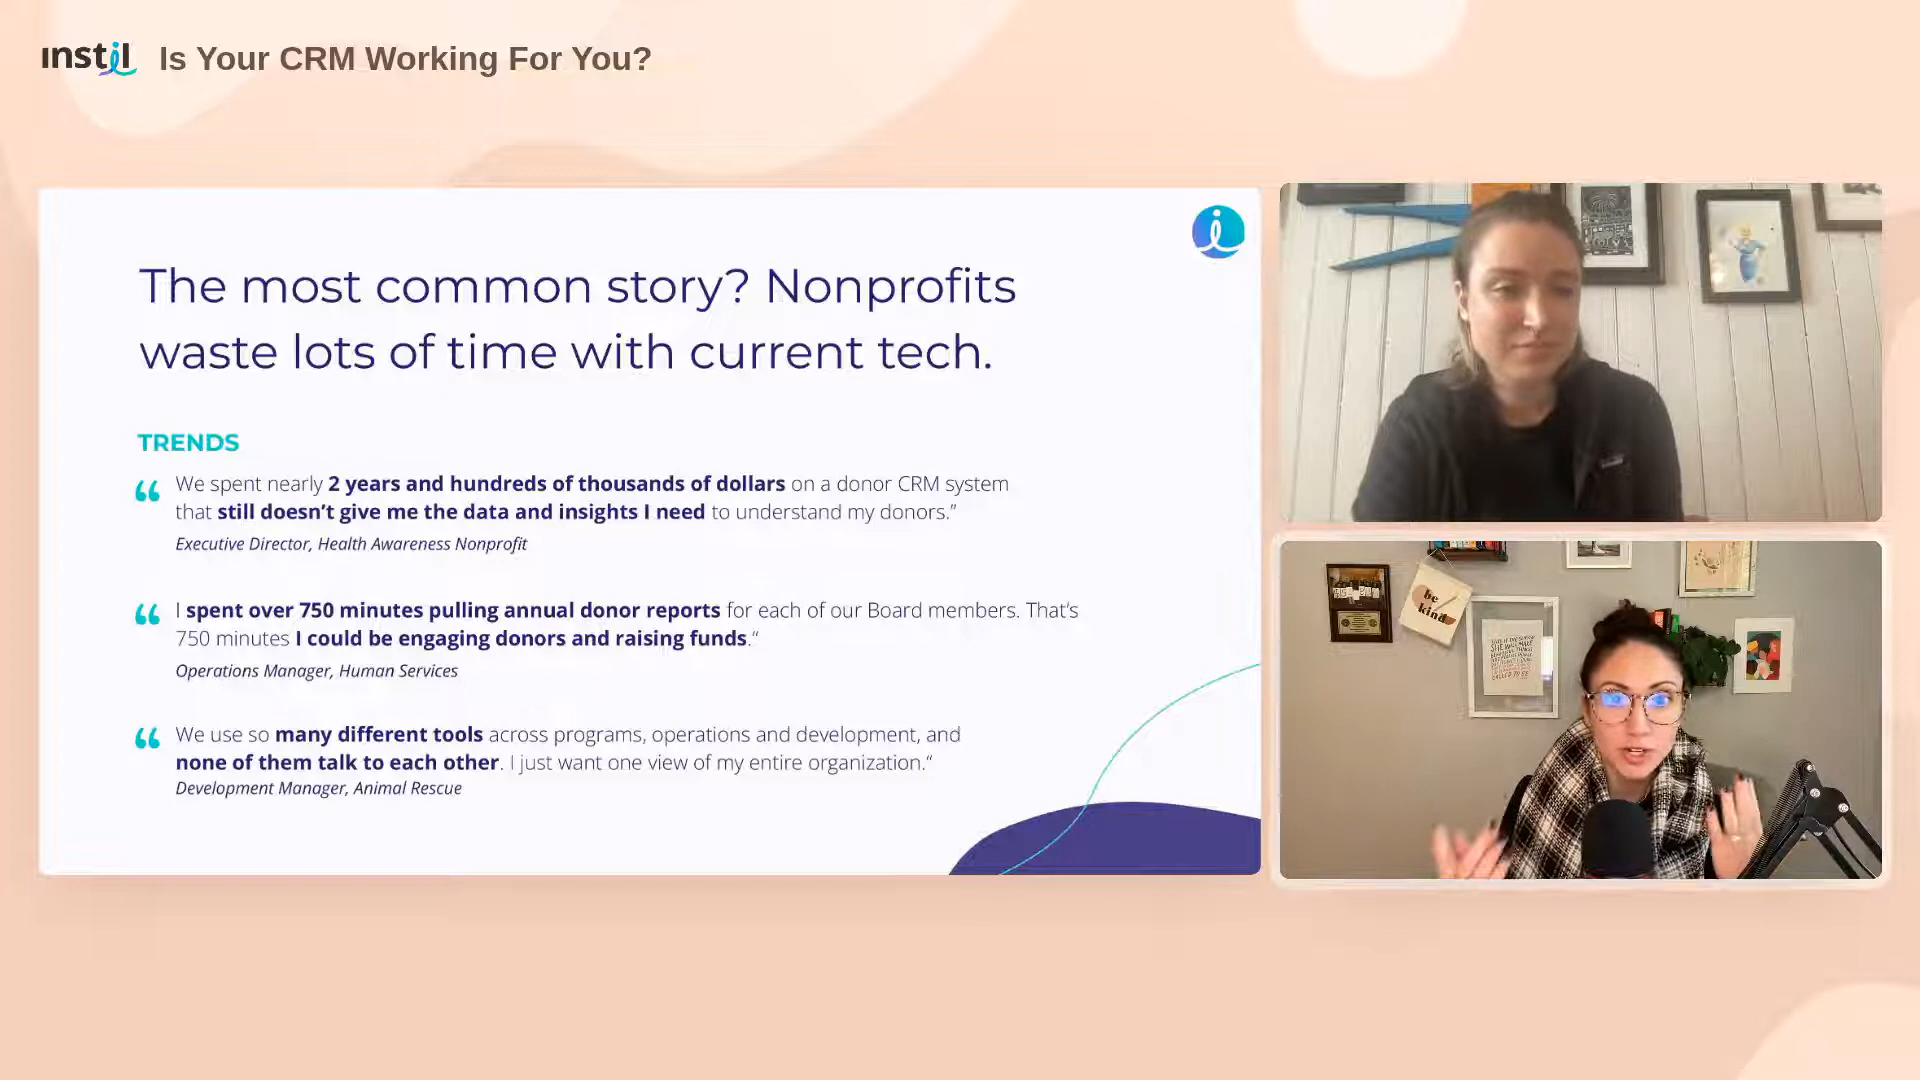 instil Is Your CRM Working For You?
The most common story? Nonprofits
waste lots of time with current tech.
TRENDS
“ We spent nearly 2 years and hundreds of thousands of dollars on a donor CRM system
that still doesn’t give me the data and insights I need to understand my donors.”
Executive Director, Health Awareness Nonprofit
“ I spent over 750 minutes pulling annual donor reports for each of our Board members. That’s
750 minutes I could be engaging donors and raising funds.“
Operations Manager, Human Services
“ We use so many different tools across programs, operations and development, and
none of them talk to each other. I just want one view of my entire organization.“
Development Manager, Animal Rescue
be
kind